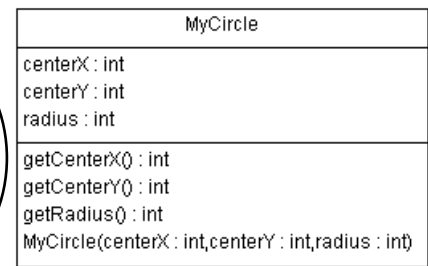 MyCircle
centerX : int
centerY : int
radius : int
getCenterX() : int
getCenterY() : int
getRadius() : int
MyCircle(centerX : int,centerY : int,radius : int)